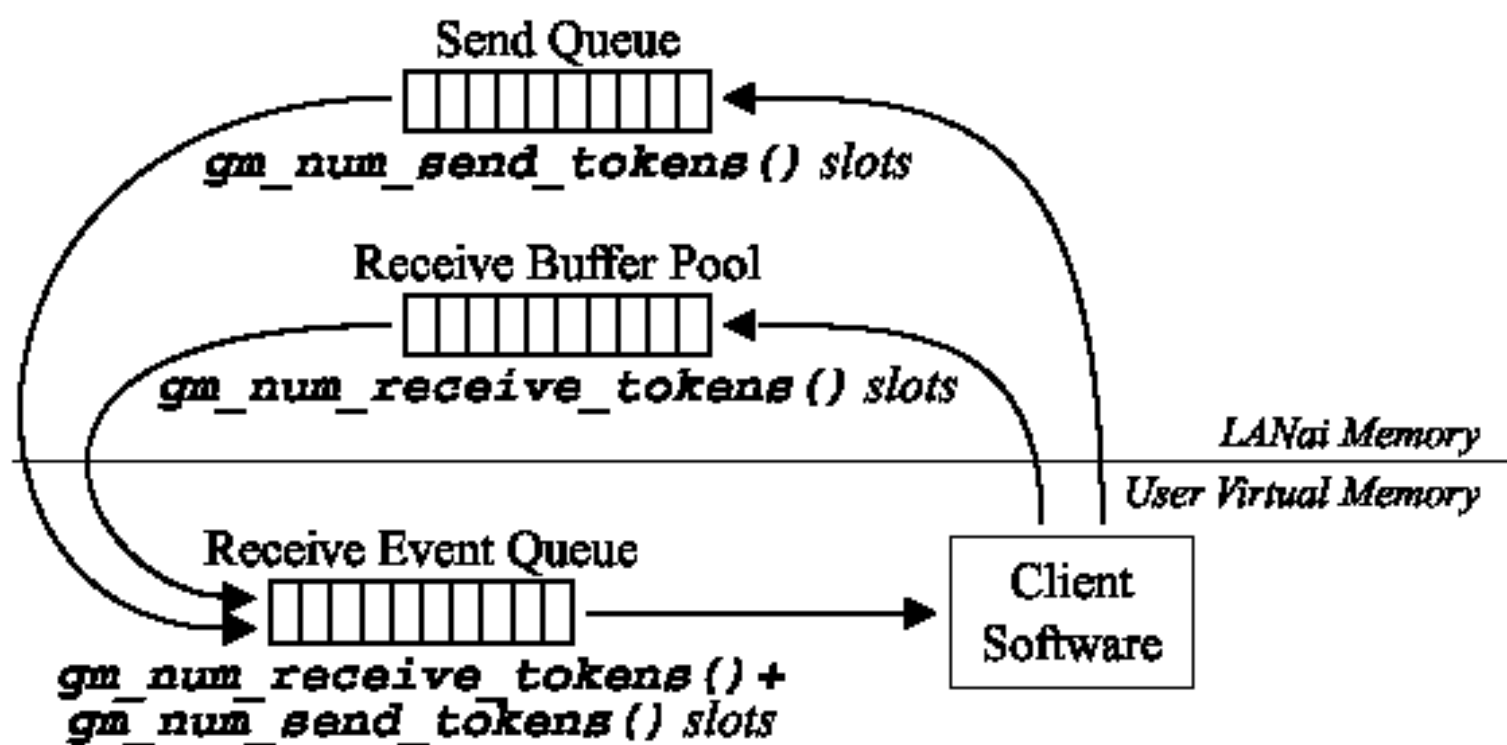 Send Queue
gm_num_send_tokens() slots
Receive Buffer Pool
gm_num_receive_tokens() slots
LANai Memory
User Virtual Memory
Receive Event Queue
gm_num_receive_tokens()+
gm_num_send_tokens() slots
Client
Software